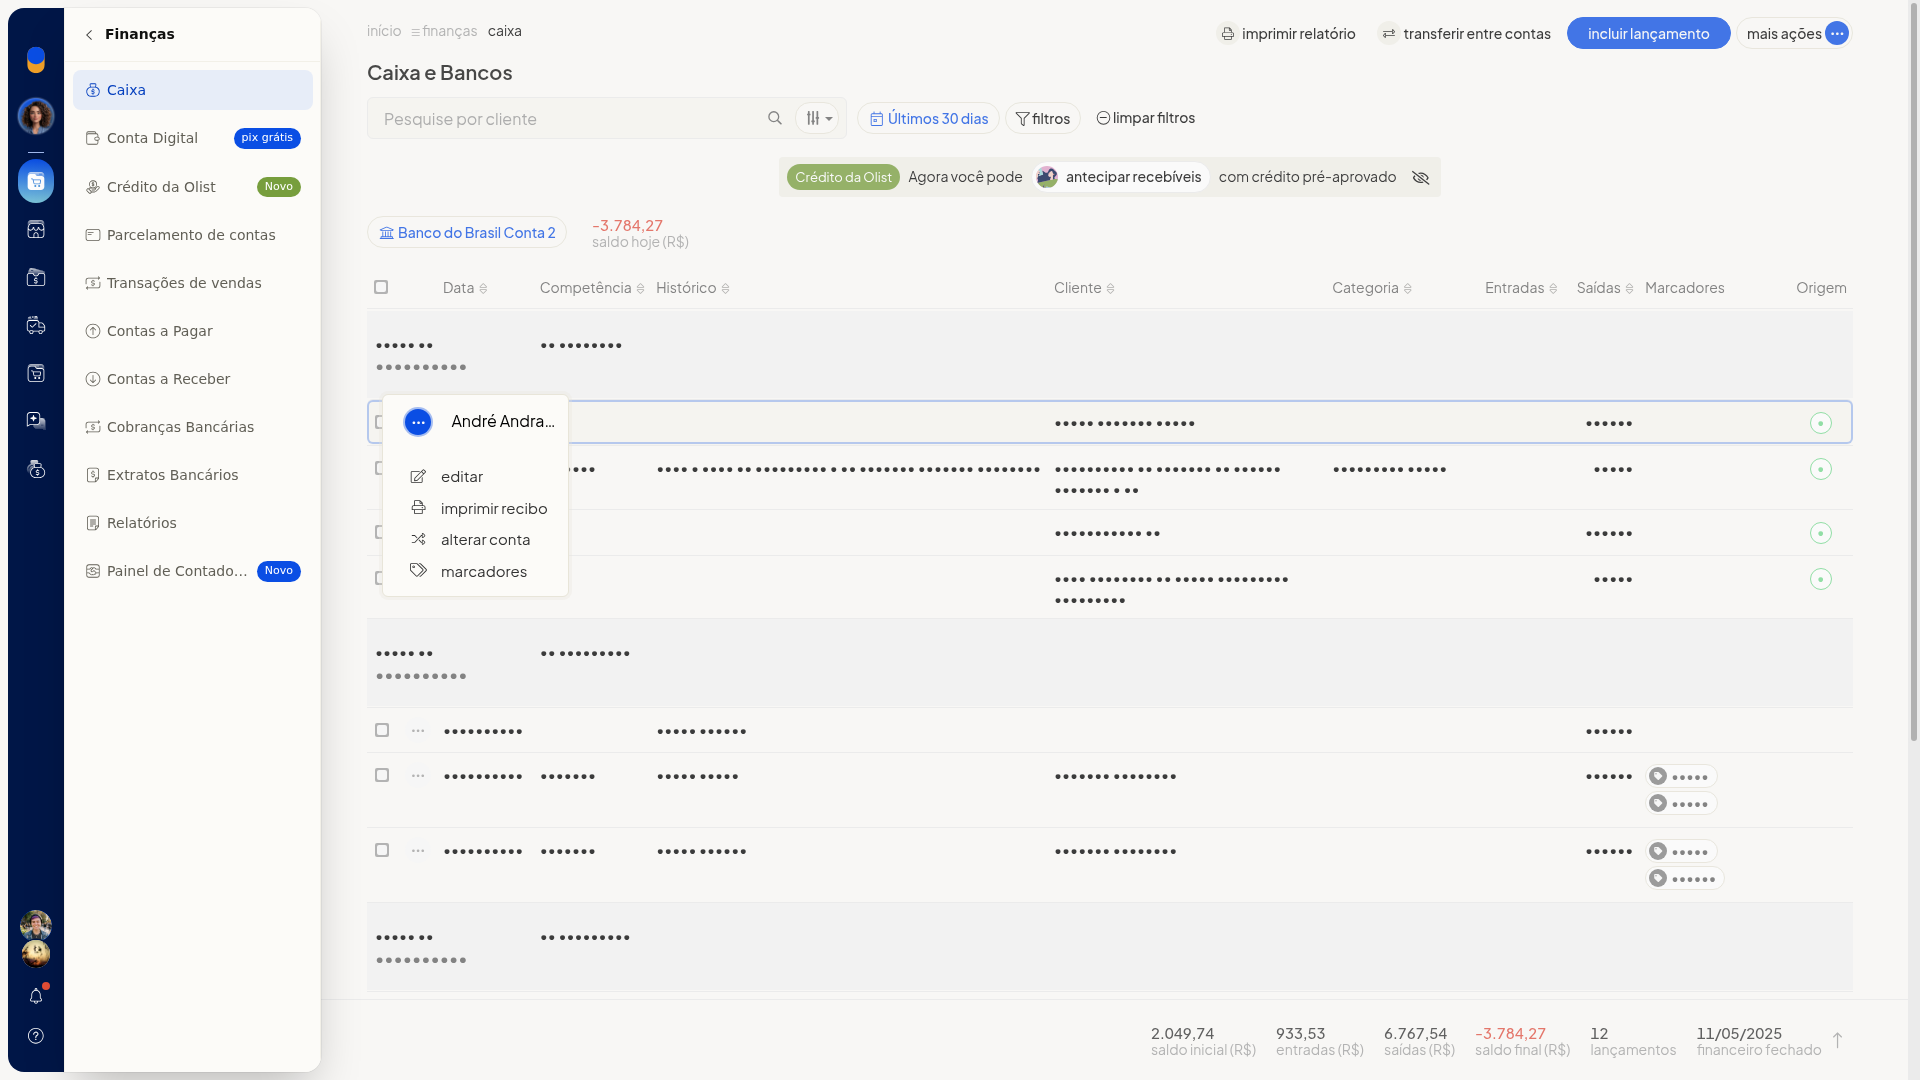 Finanças
Caixa
Conta Digital
pix grátis
Crédito da Olist
Novo
Parcelamento de contas
Transações de vendas
Contas a Pagar
Contas a Receber
Cobranças Bancárias
Extratos Bancários
Relatórios
Painel de Contado...
Novo
início finanças caixa
imprimir relatório
transferir entre contas
incluir lançamento
mais ações
Caixa e Bancos
Pesquise por cliente
Últimos 30 dias
filtros
limpar filtros
Crédito da Olist Agora você pode antecipar recebíveis com crédito pré-aprovado
Banco do Brasil Conta 2
-3.784,27
saldo hoje (R$)
Data Competência Histórico Cliente Categoria Entradas Saídas Marcadores Origem
André Andra...
editar
imprimir recibo
alterar conta
marcadores
2.049,74
saldo inicial (R$)
933,53
entradas (R$)
6.767,54
saídas (R$)
-3.784,27
saldo final (R$)
12
lançamentos
11/05/2025
financeiro fechado